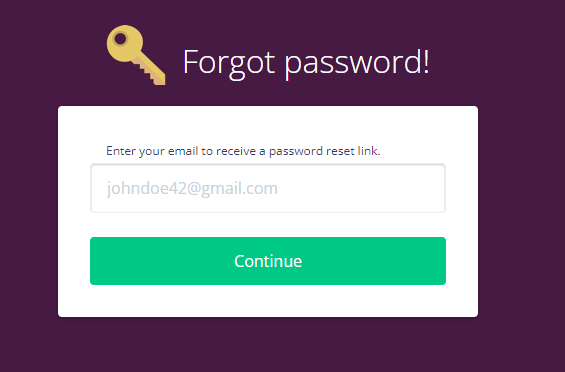 Forgot password!
Enter your email to receive a password reset link.
johndoe42@gmail.com
Continue